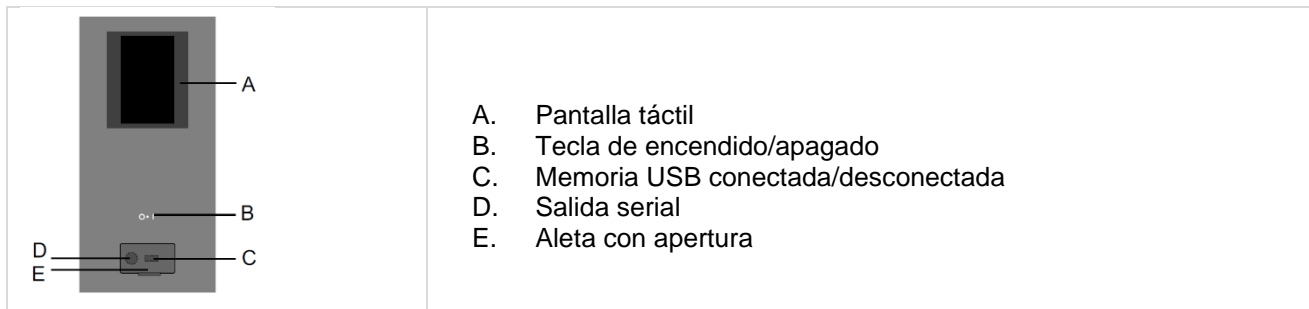 A
B
D
C
E
A. Pantalla táctil
B. Tecla de encendido/apagado
C. Memoria USB conectada/desconectada
D. Salida serial
E. Aleta con apertura